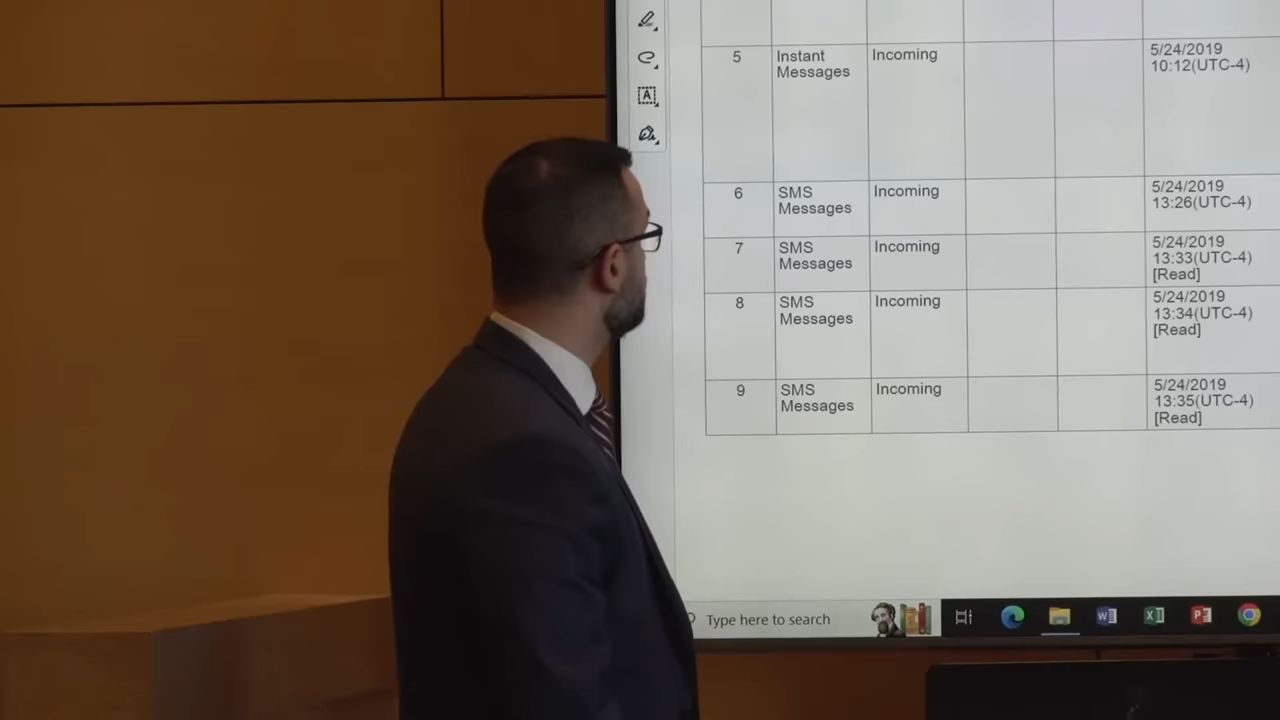 5 Instant Incoming 5/24/2019
Messages 10:12(UTC-4)
6 SMS Incoming 5/24/2019
Messages 13:26(UTC-4)
7 SMS Incoming 5/24/2019
Messages 13:33(UTC-4)
[Read]
8 SMS Incoming 5/24/2019
Messages 13:34(UTC-4)
[Read]
9 SMS Incoming 5/24/2019
Messages 13:35(UTC-4)
[Read]
Type here to search